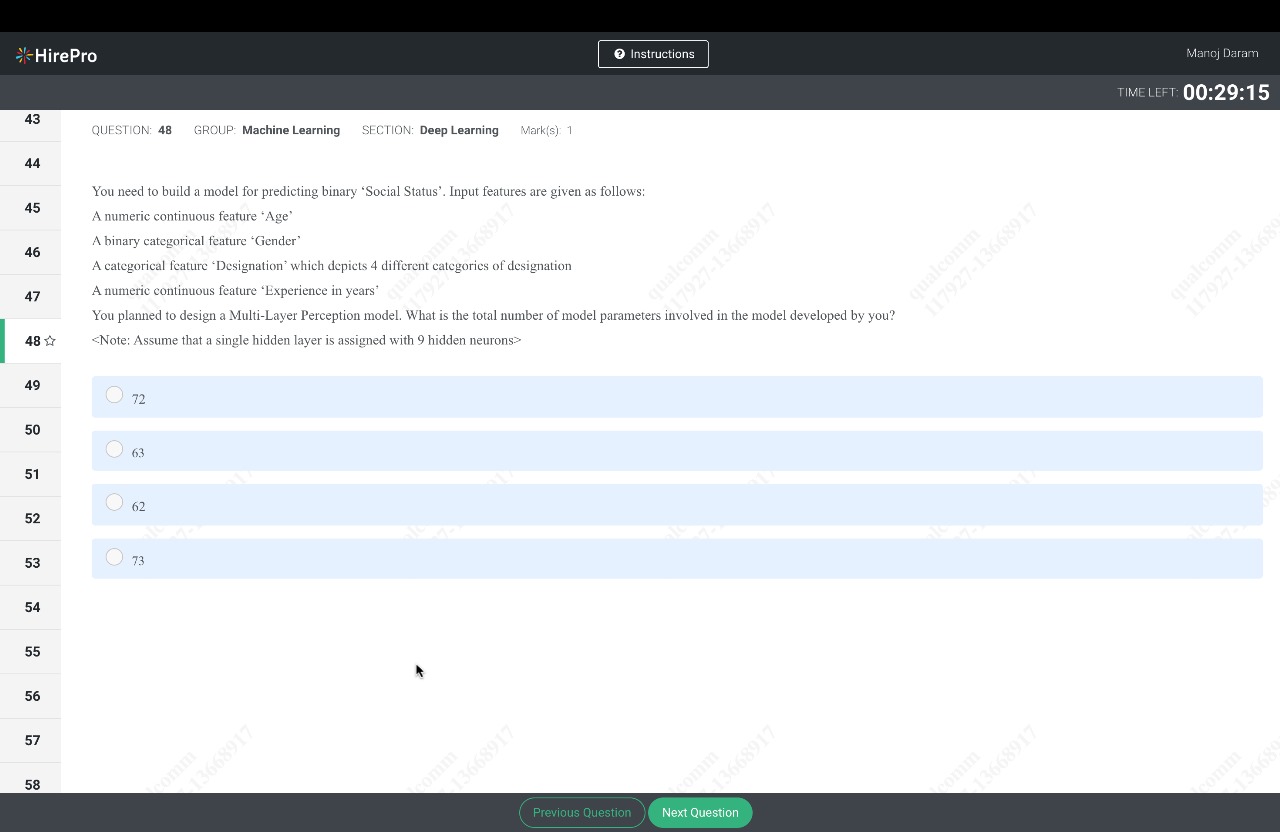 HirePro
Instructions
Manoj Daram
TIME LEFT: 00:29:15
43
QUESTION: 48 GROUP: Machine Learning SECTION: Deep Learning Mark(s): 1
44
45
46
47
48
49
50
51
52
53
54
55
56
57
58
You need to build a model for predicting binary ‘Social Status’. Input features are given as follows:
A numeric continuous feature ‘Age’
A binary categorical feature ‘Gender’
A categorical feature ‘Designation’ which depicts 4 different categories of designation
A numeric continuous feature ‘Experience in years’
You planned to design a Multi-Layer Perception model. What is the total number of model parameters involved in the model developed by you?
<Note: Assume that a single hidden layer is assigned with 9 hidden neurons>
72
63
62
73
qualcomm
117927-13668917
Previous Question
Next Question